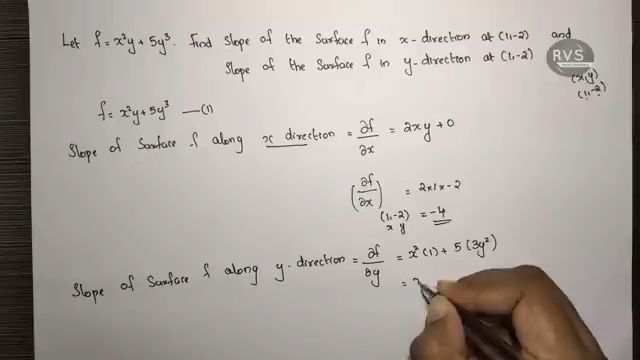 Let f = x²y + 5y³. Find Slope of the Surface f in x-direction at (1,-2) and
Slope of the Surface f in y-direction at (1,-2)
RVS
(x,y)
(1,-2)
f = x²y + 5y³ —(1)
Slope of Surface f along x direction = ∂f/∂x = 2xy + 0
(∂f/∂x) = 2×1×-2
(1,-2) = -4
x y
Slope of Surface f along y-direction = ∂f/∂y = x²(1) + 5(3y²)
=